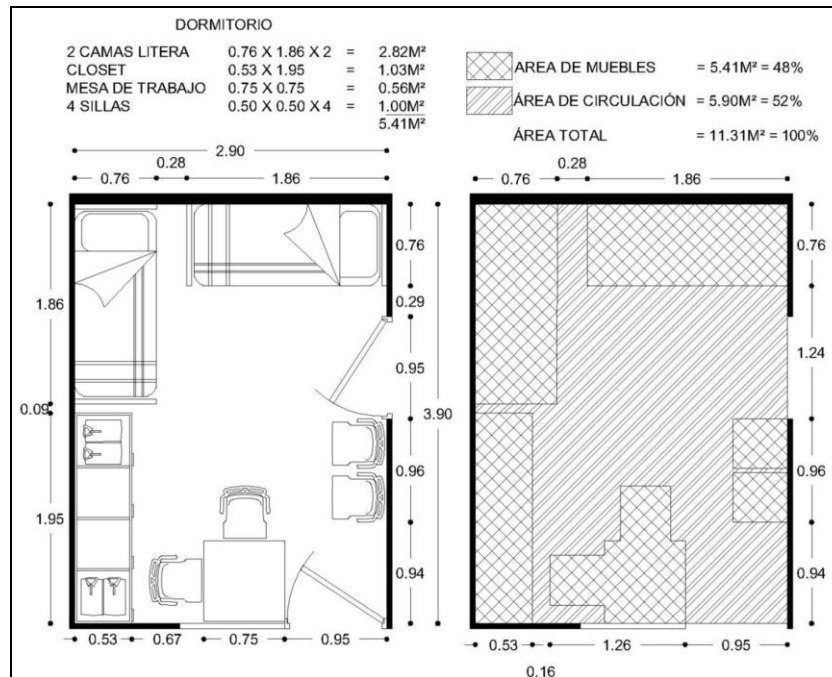 DORMITORIO
2 CAMAS LITERA 0.76 X 1.86 X 2 = 2.82M²
CLOSET 0.53 X 1.95 = 1.03M²
MESA DE TRABAJO 0.75 X 0.75 = 0.56M²
4 SILLAS 0.50 X 0.50 X 4 = 1.00M²
5.41M²
AREA DE MUEBLES = 5.41M² = 48%
ÁREA DE CIRCULACIÓN = 5.90M² = 52%
ÁREA TOTAL = 11.31M² = 100%
2.90
0.28
0.76 1.86
0.76
1.86
0.29
0.95
0.09
3.90
0.96
1.95
0.94
0.53 0.67 0.75 0.95
0.28
0.76 1.86
0.76
1.24
0.96
0.94
0.53 1.26 0.95
0.16